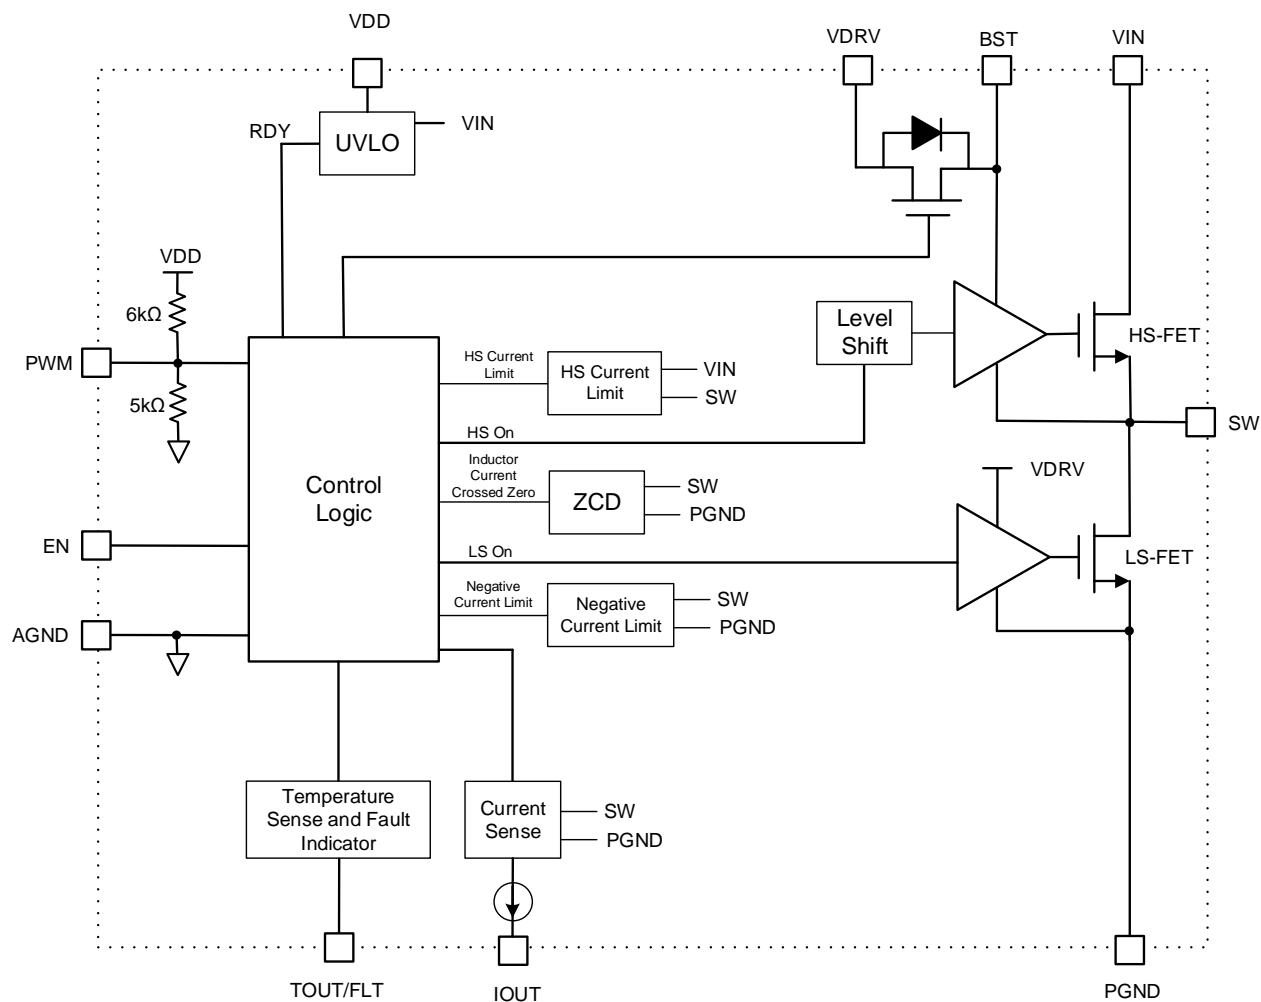 VDD
VDRV
BST
VIN
RDY
UVLO
VIN
VDD
6kΩ
PWM
5kΩ
Level
Shift
HS-FET
HS Current
Limit
HS Current
Limit
VIN
SW
SW
HS On
Inductor
Current
Crossed Zero
ZCD
SW
PGND
VDRV
Control
Logic
EN
LS On
LS-FET
Negative
Current Limit
Negative
Current Limit
SW
PGND
AGND
Temperature
Sense and Fault
Indicator
Current
Sense
SW
PGND
TOUT/FLT
IOUT
PGND